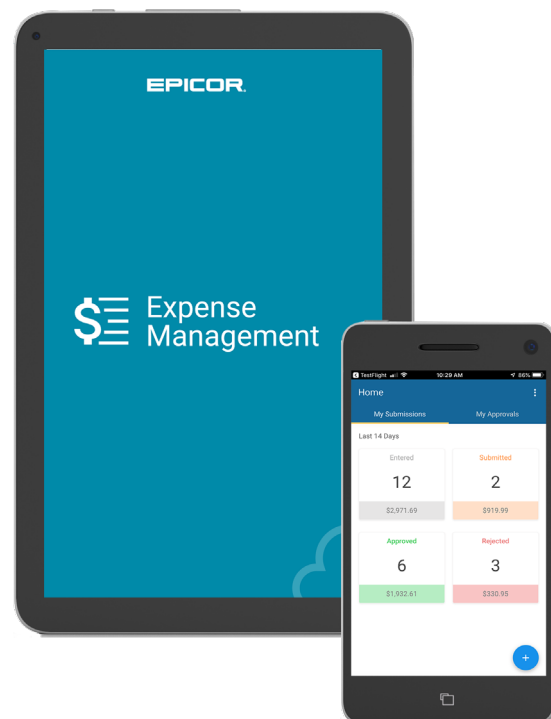 EPICOR.
Expense
Management
TestFlight 10:29 AM 86%
Home
My Submissions My Approvals
Last 14 Days
Entered Submitted
12 2
$2,971.69 $919.99
Approved Rejected
6 3
$1,932.61 $330.95
+